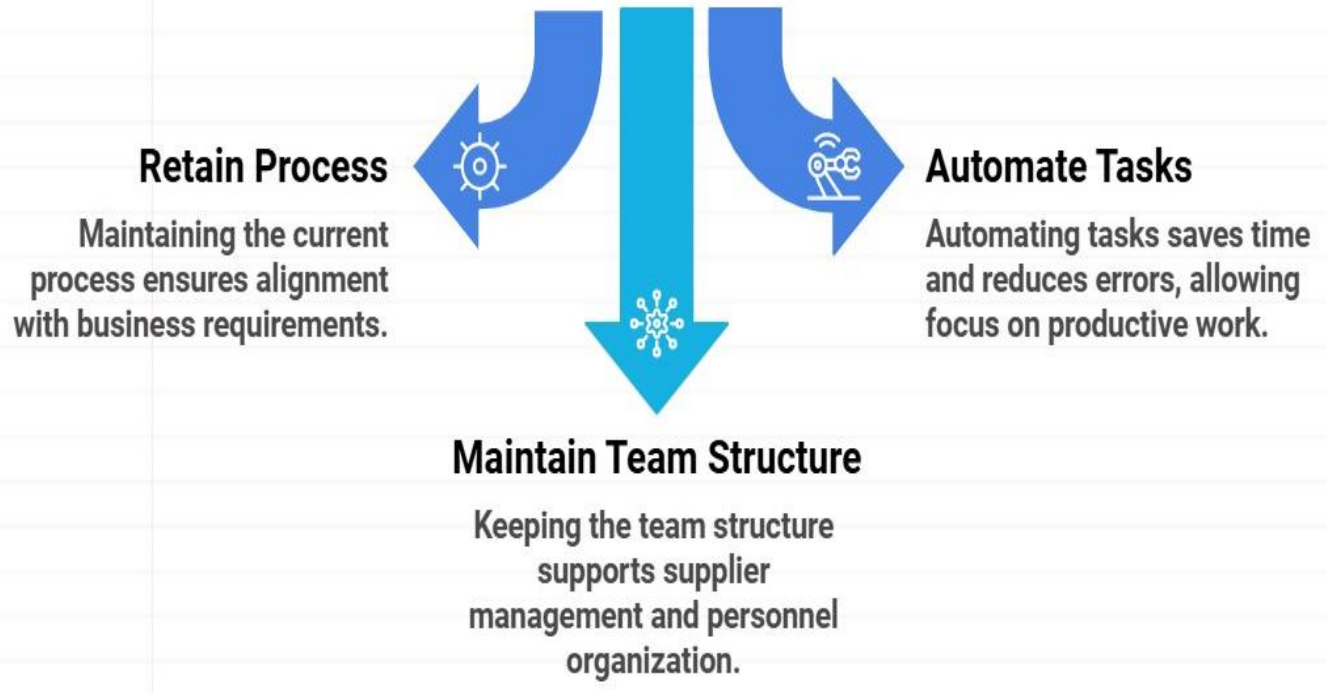 Retain Process
Maintaining the current
process ensures alignment
with business requirements.
Automate Tasks
Automating tasks saves time
and reduces errors, allowing
focus on productive work.
Maintain Team Structure
Keeping the team structure
supports supplier
management and personnel
organization.